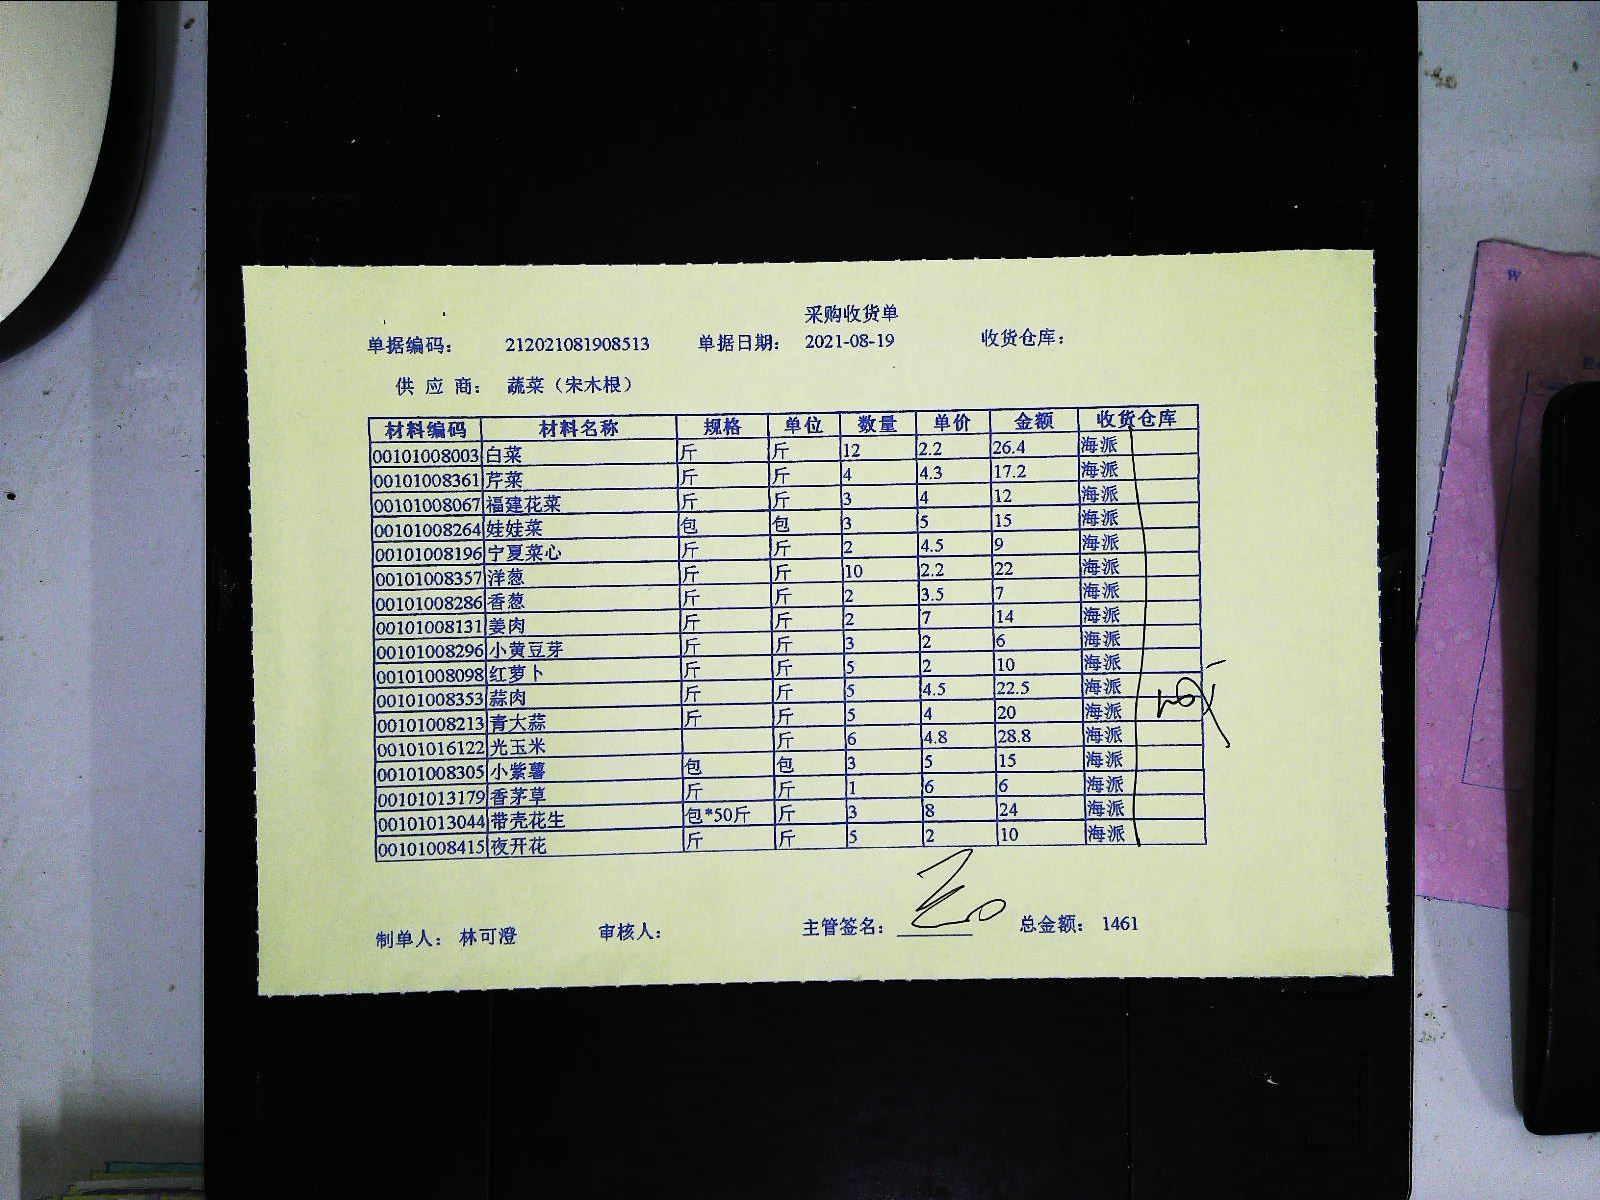 采购收货单
单据编码： 212021081908513 单据日期： 2021-08-19 收货仓库：
供 应 商： 蔬菜（宋木根）
材料编码 材料名称 规格 单位 数量 单价 金额 收货仓库
00101008003 白菜 斤 斤 12 2.2 26.4 海派
00101008361 芹菜 斤 斤 4 4.3 17.2 海派
00101008067 福建花菜 斤 斤 3 4 12 海派
00101008264 娃娃菜 包 包 3 5 15 海派
00101008196 宁夏菜心 斤 斤 2 4.5 9 海派
00101008357 洋葱 斤 斤 10 2.2 22 海派
00101008286 香葱 斤 斤 2 3.5 7 海派
00101008131 姜肉 斤 斤 2 7 14 海派
00101008296 小黄豆芽 斤 斤 3 2 6 海派
00101008098 红萝卜 斤 斤 5 2 10 海派
00101008353 蒜肉 斤 斤 5 4.5 22.5 海派
00101008213 青大蒜 斤 斤 5 4 20 海派
00101016122 光玉米 斤 6 4.8 28.8 海派
00101008305 小紫薯 包 包 3 5 15 海派
00101013179 香茅草 斤 斤 1 6 6 海派
00101013044 带壳花生 包*50斤 斤 3 8 24 海派
00101008415 夜开花 斤 斤 5 2 10 海派
制单人： 林可澄 审核人： 主管签名： 总金额： 1461